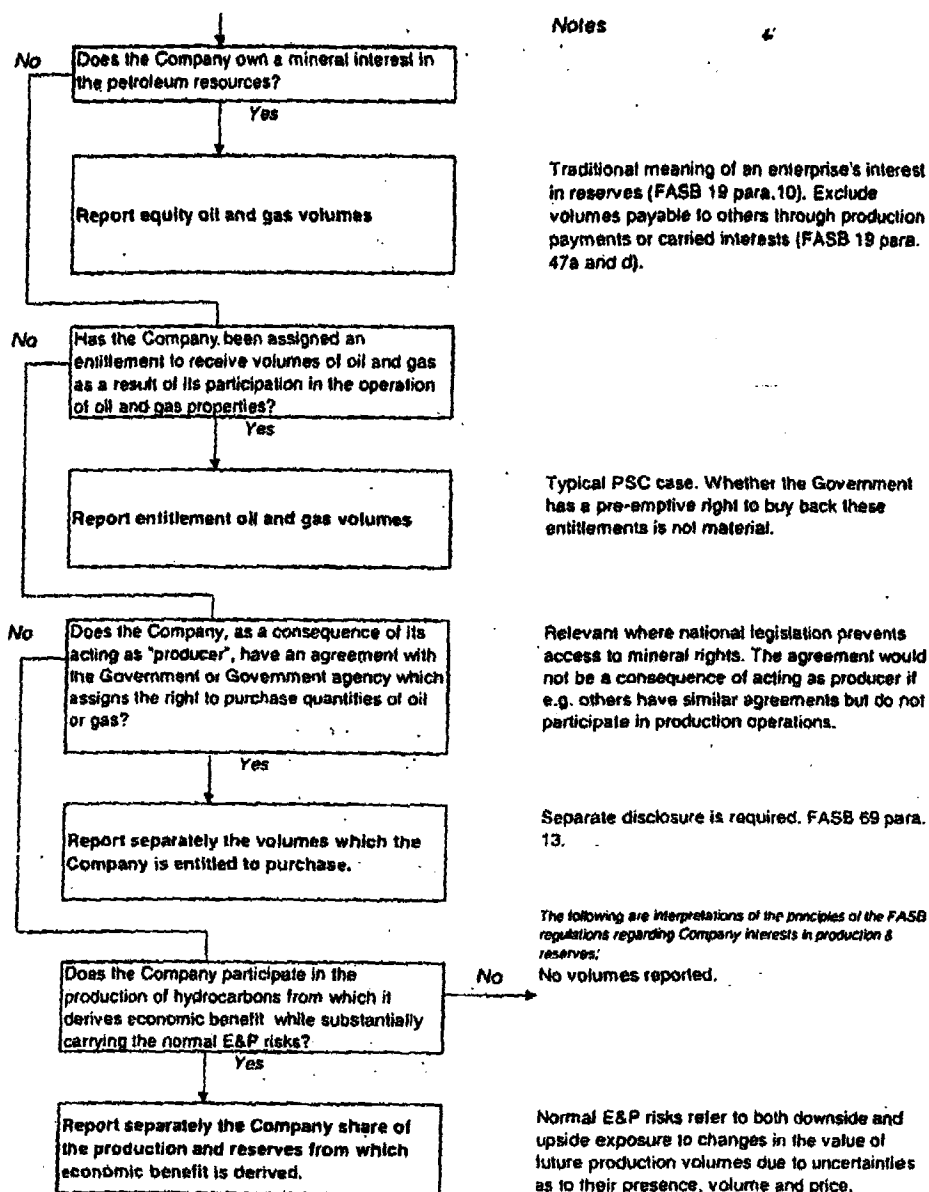 Notes
No
Does the Company own a mineral interest in
the petroleum resources?
Yes
Report equity oil and gas volumes
Traditional meaning of an enterprise's interest
in reserves (FASB 19 para.10). Exclude
volumes payable to others through production
payments or carried interests (FASB 19 para.
47a and d).
No
Has the Company been assigned an
entitlement to receive volumes of oil and gas
as a result of its participation in the operation
of oil and gas properties?
Yes
Report entitlement oil and gas volumes
Typical PSC case. Whether the Government
has a pre-emptive right to buy back these
entitlements is not material.
No
Does the Company, as a consequence of its
acting as "producer", have an agreement with
the Government or Government agency which
assigns the right to purchase quantities of oil
or gas?
Yes
Relevant where national legislation prevents
access to mineral rights. The agreement would
not be a consequence of acting as producer if
e.g. others have similar agreements but do not
participate in production operations.
Report separately the volumes which the
Company is entitled to purchase.
Separate disclosure is required. FASB 69 para.
13.
The following are interpretations of the principles of the FASB
regulations regarding Company interests in production &
reserves;
Does the Company participate in the
production of hydrocarbons from which it
derives economic benefit while substantially
carrying the normal E&P risks?
No
No volumes reported.
Yes
Report separately the Company share of
the production and reserves from which
economic benefit is derived.
Normal E&P risks refer to both downside and
upside exposure to changes in the value of
future production volumes due to uncertainties
as to their presence, volume and price.